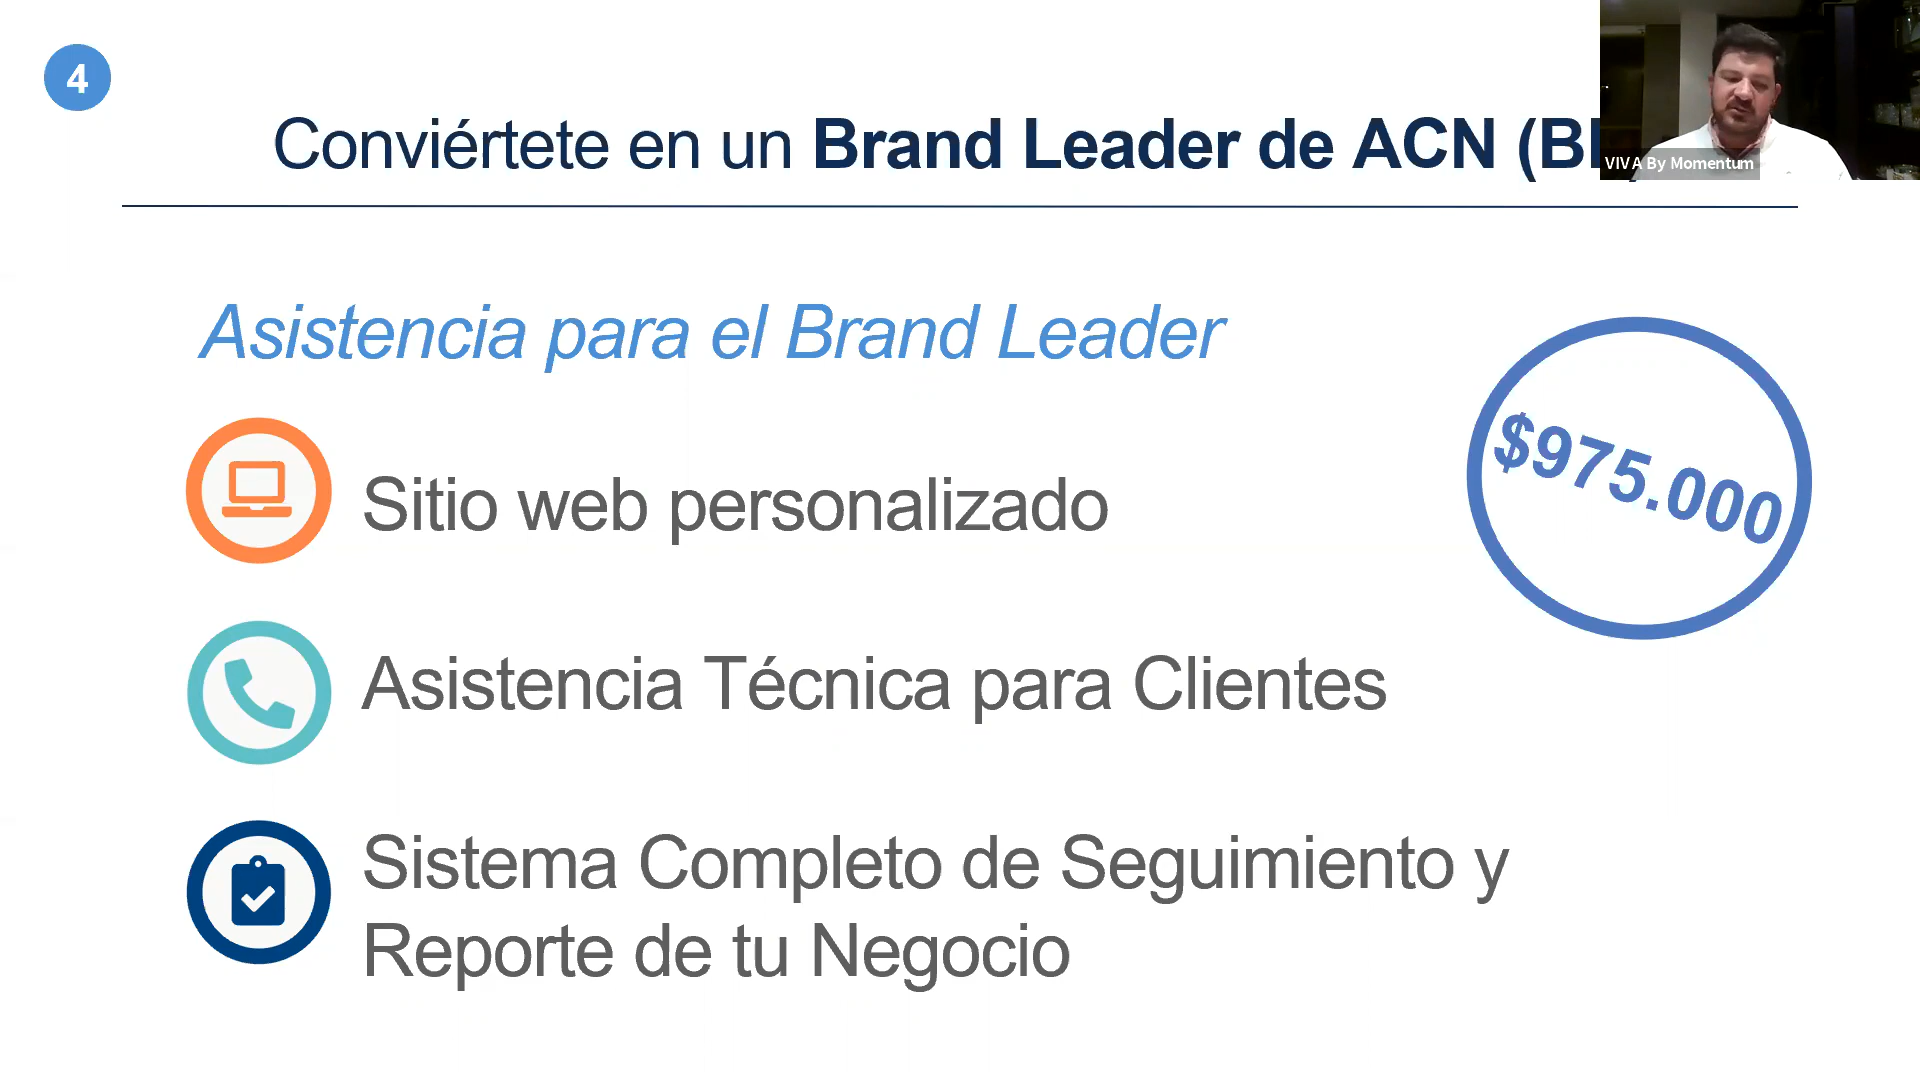 4
Conviértete en un Brand Leader de ACN (BL
VIVA By Momentum
Asistencia para el Brand Leader
$975.000
Sitio web personalizado
Asistencia Técnica para Clientes
Sistema Completo de Seguimiento y
Reporte de tu Negocio